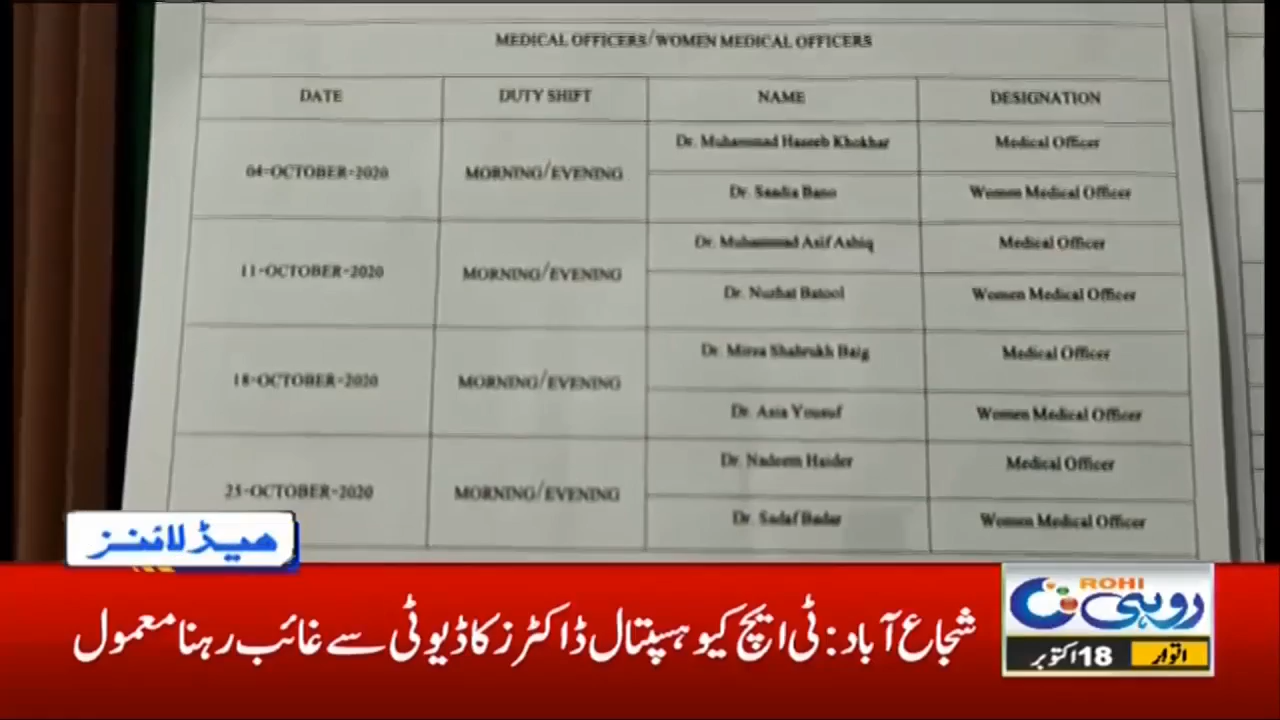 MEDICAL OFFICERS/WOMEN MEDICAL OFFICERS
DATE DUTY SHIFT NAME DESIGNATION
04-OCTOBER-2020 MORNING/EVENING Dr. Muhammad Haseeb Khokhar Medical Officer
Dr. Saadia Bano Women Medical Officer
11-OCTOBER-2020 MORNING/EVENING Dr. Muhammad Asif Ashiq Medical Officer
Dr. Nuzhat Batool Women Medical Officer
18-OCTOBER-2020 MORNING/EVENING Dr. Mirza Shahrukh Baig Medical Officer
Dr. Asia Yousuf Women Medical Officer
25-OCTOBER-2020 MORNING/EVENING Dr. Nadeem Haider Medical Officer
Dr. Sadaf Badar Women Medical Officer
ہیڈ لائنز
شجاع آباد: ٹی ایچ کیو ہسپتال ڈاکٹرز کا ڈیوٹی سے غائب رہنا معمول
ROHI
روہی
اتوار 18 اکتوبر